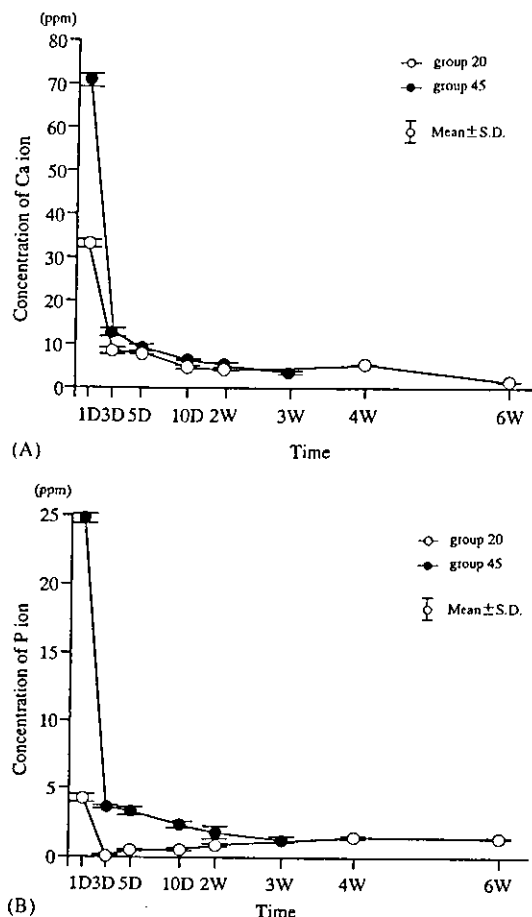 (ppm)
80
70
60
50
40
30
20
10
0
Concentration of Ca ion
group 20
group 45
Mean±S.D.
1D3D 5D 10D 2W 3W 4W 6W
(A)
Time
(ppm)
25
20
15
10
5
0
Concentration of P ion
group 20
group 45
Mean±S.D.
1D3D 5D 10D 2W 3W 4W 6W
(B)
Time